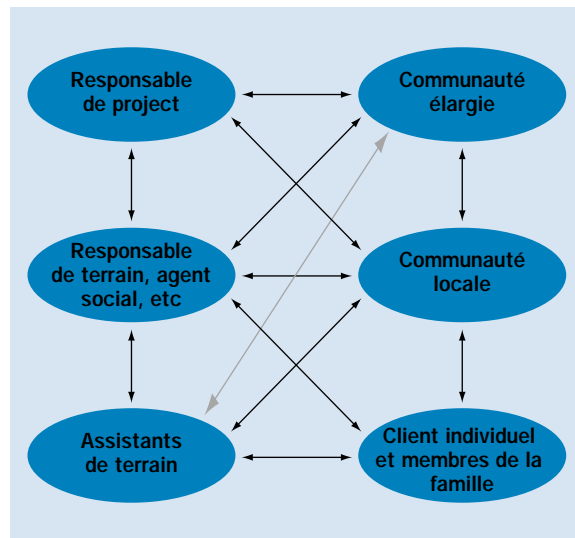 Responsable
de project
Communauté
élargie
Responsable
de terrain, agent
social, etc
Communauté
locale
Assistants
de terrain
Client individuel
et membres de la
famille